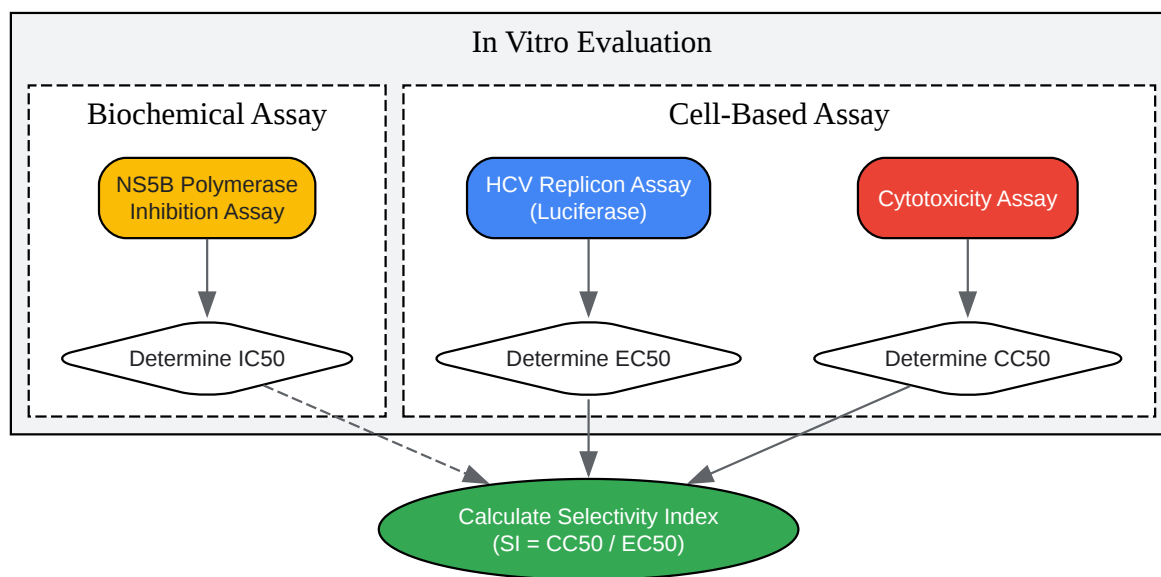 In Vitro Evaluation
Biochemical Assay
Cell-Based Assay
NS5B Polymerase
Inhibition Assay
HCV Replicon Assay
(Luciferase)
Cytotoxicity Assay
Determine IC50
Determine EC50
Determine CC50
Calculate Selectivity Index
(SI = CC50 / EC50)